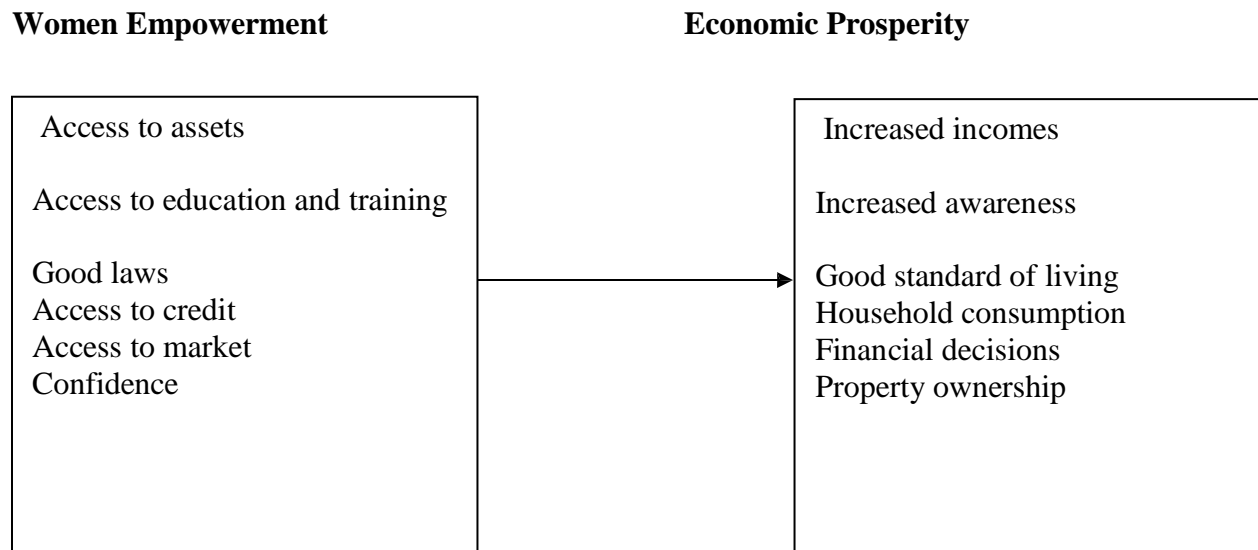 Women Empowerment
Economic Prosperity
Access to assets
Access to education and training
Good laws
Access to credit
Access to market
Confidence
Increased incomes
Increased awareness
Good standard of living
Household consumption
Financial decisions
Property ownership